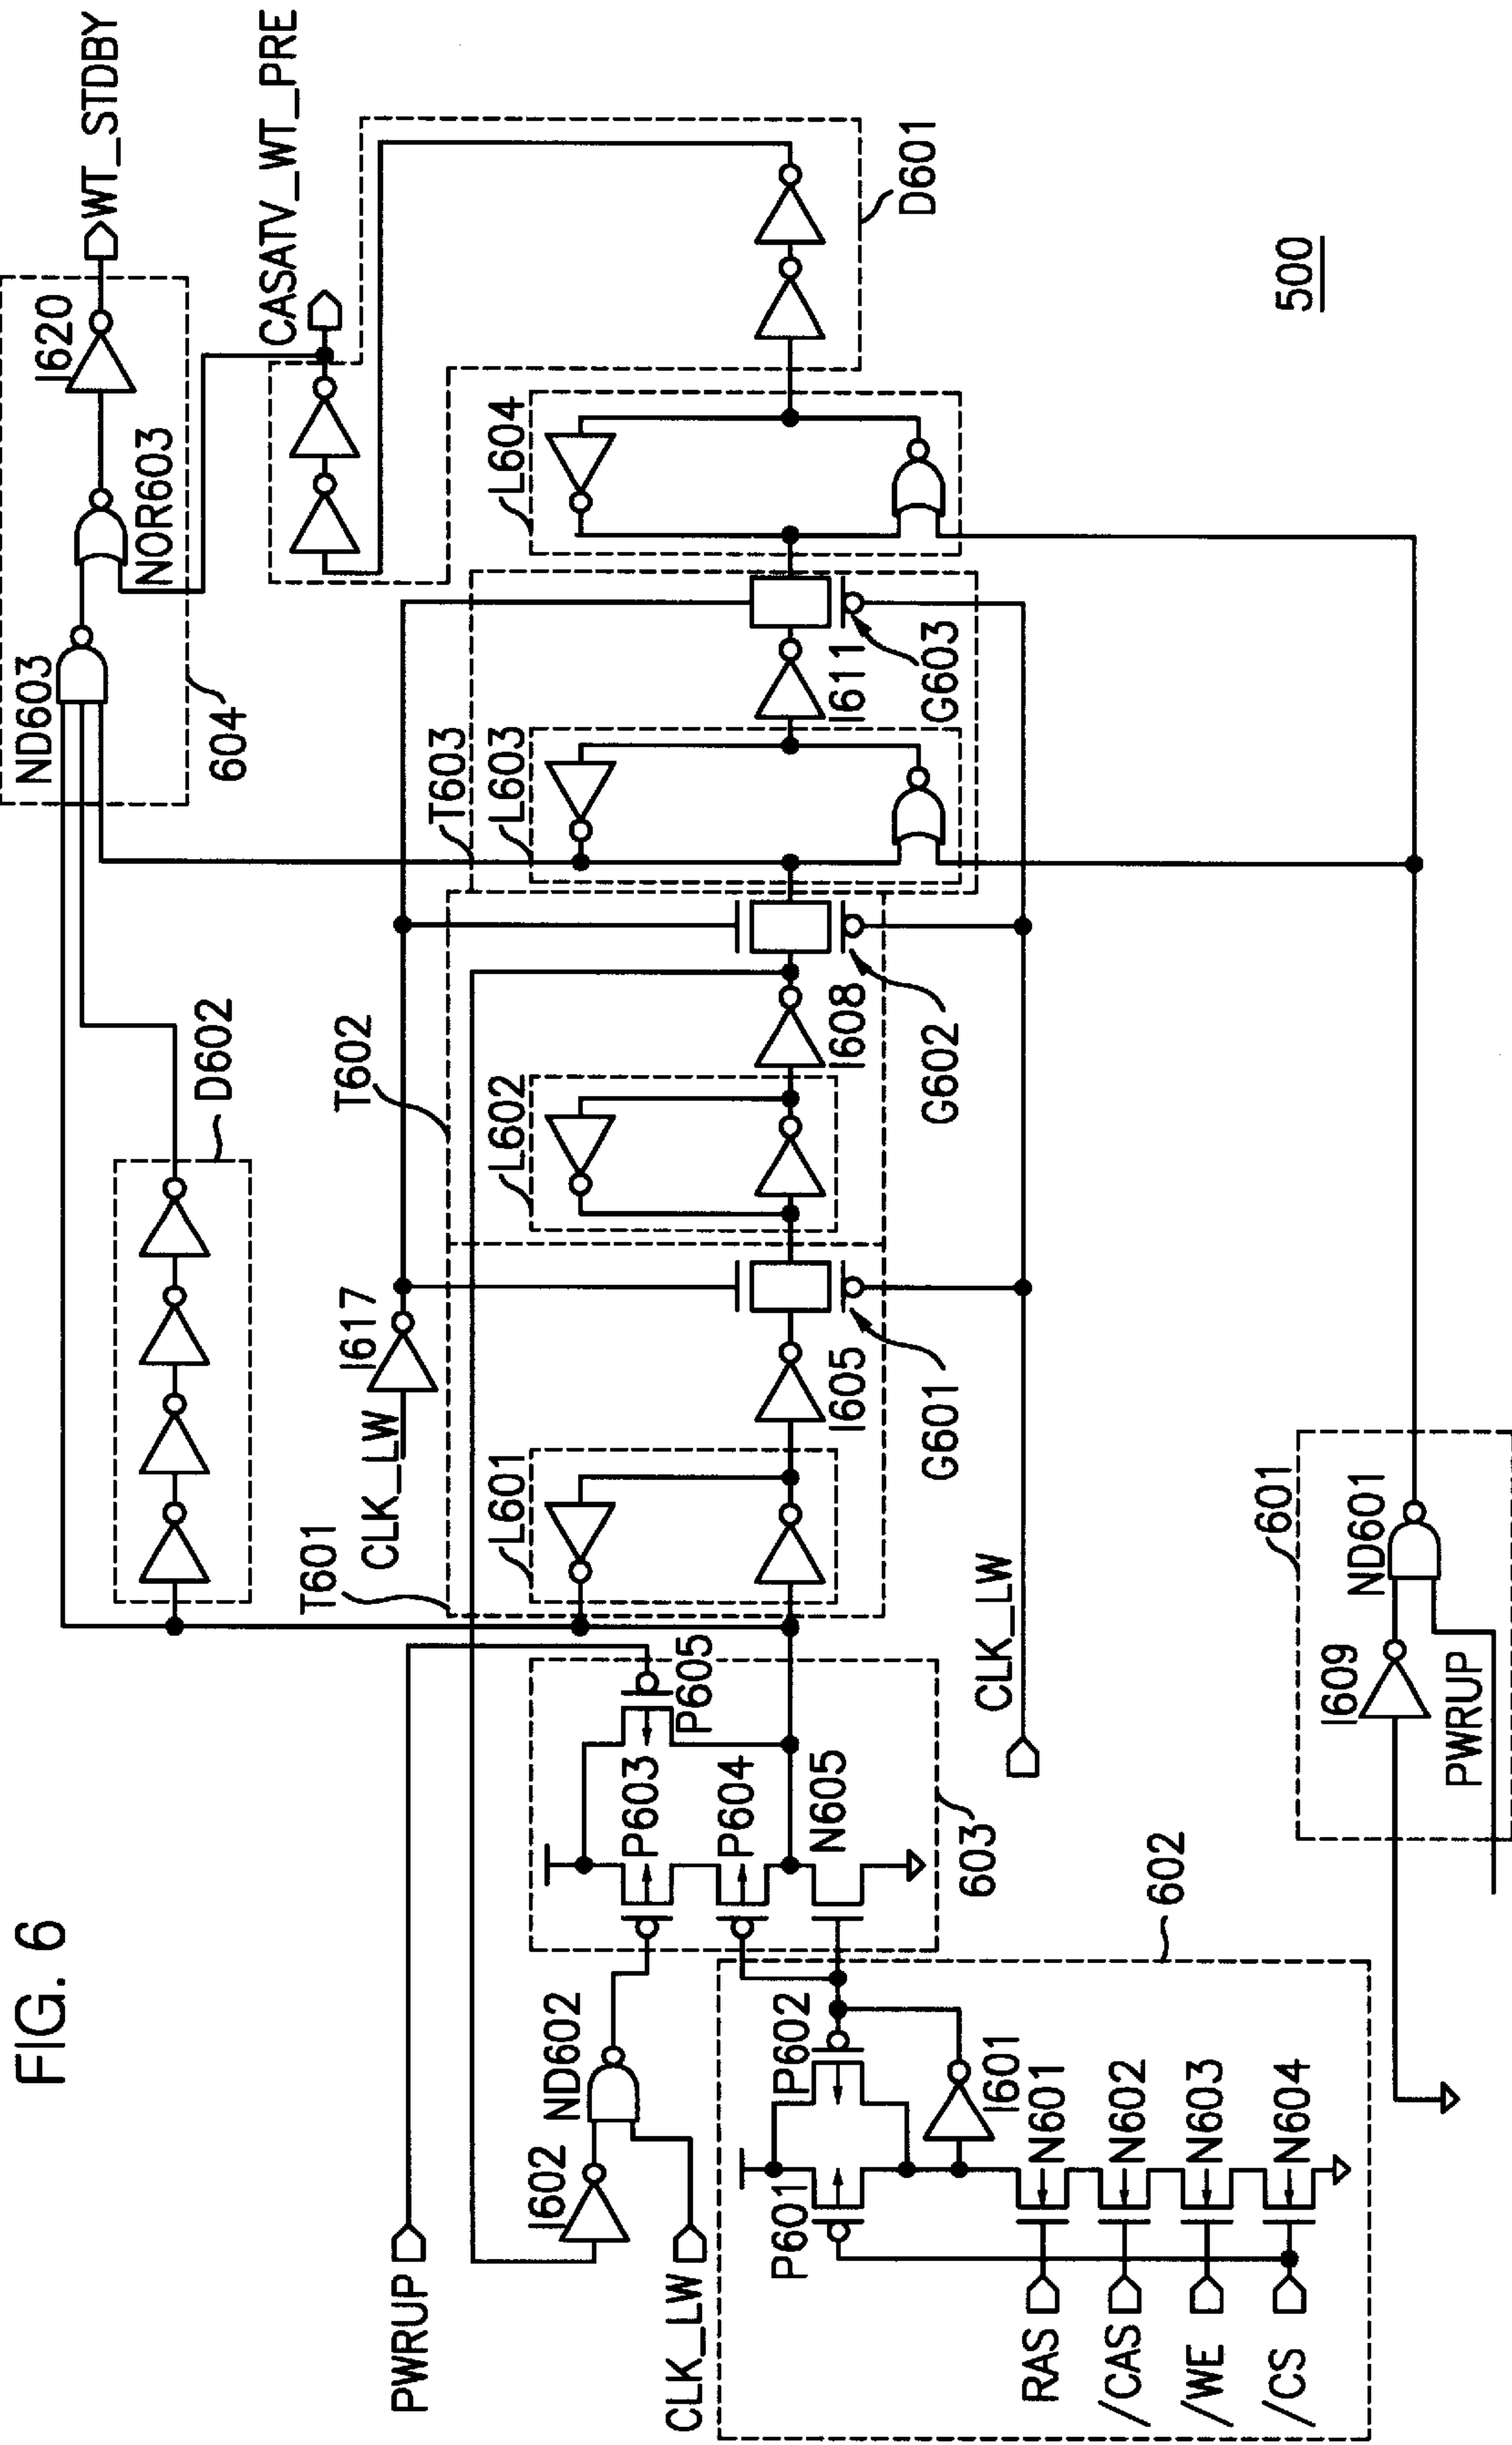 FIG. 6
PWRUP
CLK_LW
I602
ND602
RAS
/CAS
/WE
/CS
P601
P602
I601
N601
N602
N603
N604
602
P603
P604
P605
N605
603
CLK_LW
I609
PWRUP
ND601
601
T601
CLK_LW
I617
L601
I605
G601
D602
T602
L602
I608
G602
T603
L603
I611
G603
L604
ND603
604
NOR603
I620
WT_STDBY
CASATV_WT_PRE
D601
500